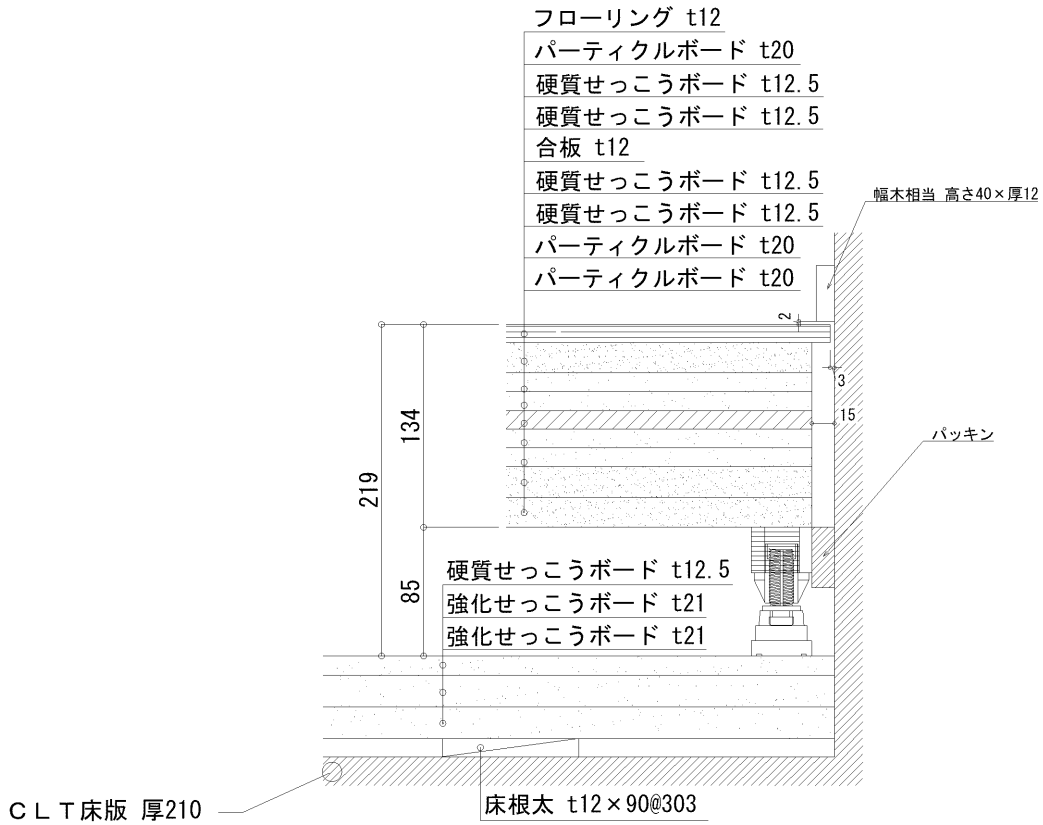 フローリング t12
パーティクルボード t20
硬質せっこうボード t12.5
硬質せっこうボード t12.5
合板 t12
硬質せっこうボード t12.5
硬質せっこうボード t12.5
パーティクルボード t20
パーティクルボード t20
幅木相当 高さ40×厚12
2
3
15
パッキン
134
219
85
硬質せっこうボード t12.5
強化せっこうボード t21
強化せっこうボード t21
床根太 t12×90@303
CLT床版 厚210